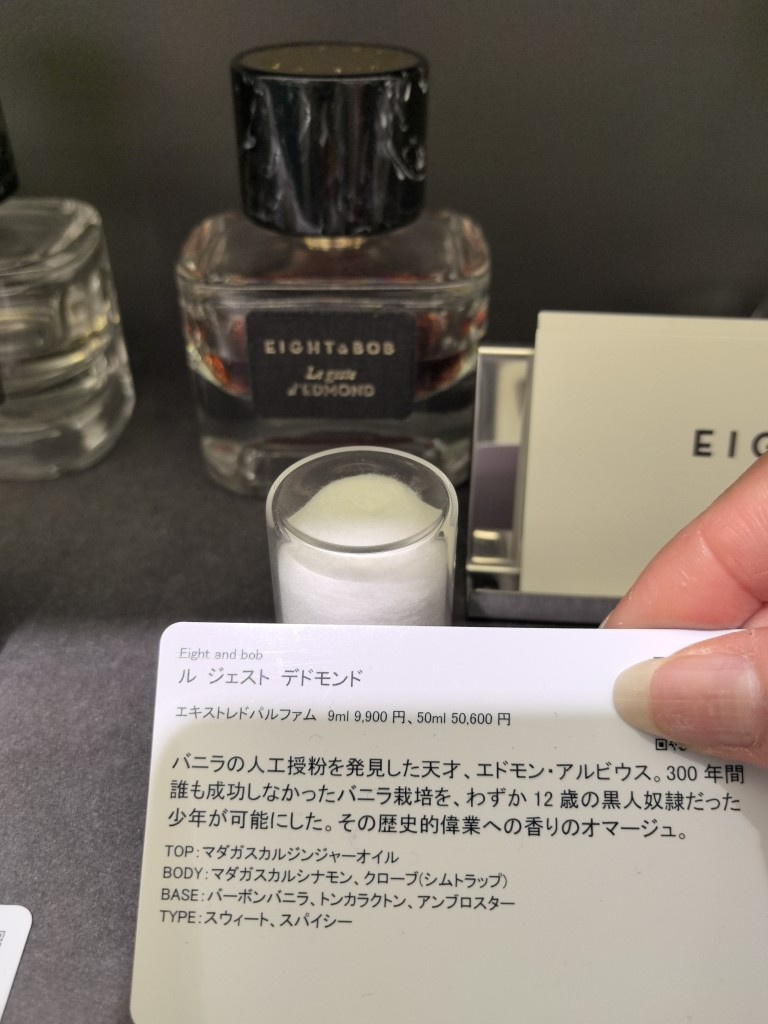 EIGHT&BOB
Le geste
d'EDMOND
EIG
Eight and bob
ル ジェスト デドモンド
エキストレドパルファム 9ml 9,900 円、50ml 50,600 円
バニラの人工授粉を発見した天才、エドモン・アルビウス。300 年間
誰も成功しなかったバニラ栽培を、わずか 12 歳の黒人奴隷だった
少年が可能にした。その歴史的偉業への香りのオマージュ。
TOP:マダガスカルジンジャーオイル
BODY:マダガスカルシナモン、クローブ(シムトラップ)
BASE:バーボンバニラ、トンカラクトン、アンブロスター
TYPE:スウィート、スパイシー